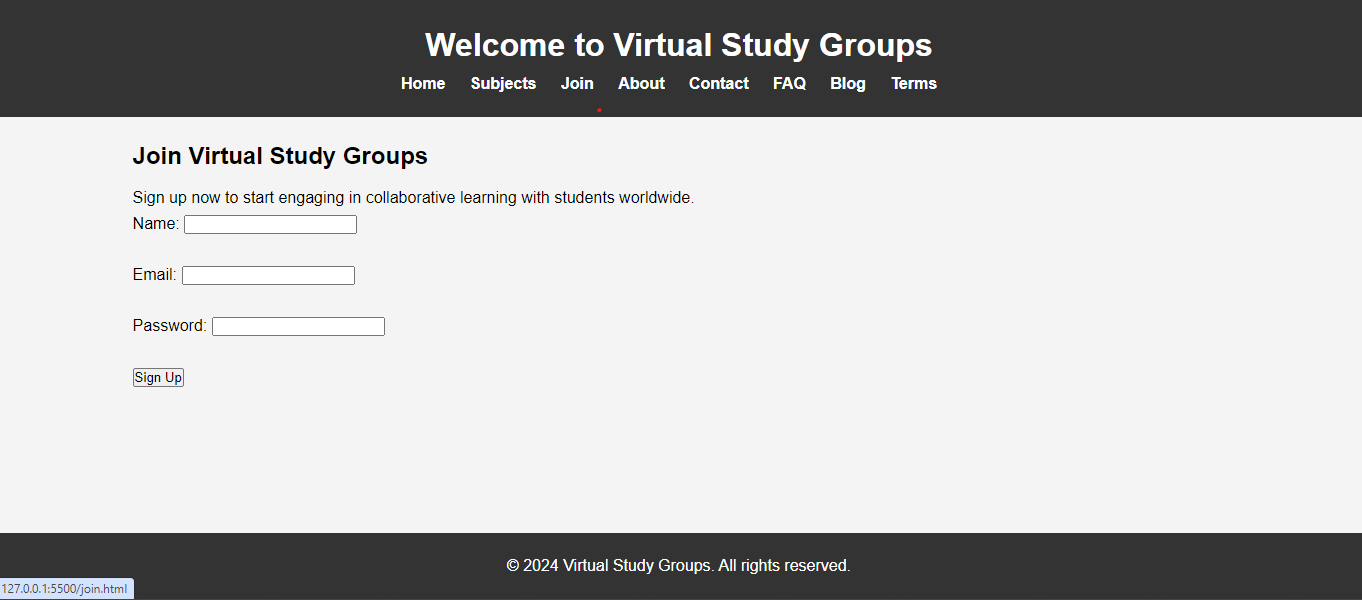 Welcome to Virtual Study Groups
Home Subjects Join About Contact FAQ Blog Terms
Join Virtual Study Groups
Sign up now to start engaging in collaborative learning with students worldwide.
Name:
Email:
Password:
Sign Up
© 2024 Virtual Study Groups. All rights reserved.
127.0.0.1:5500/join.html